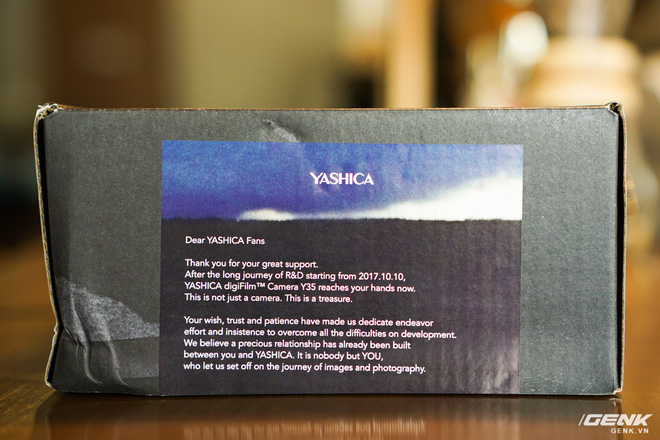 YASHICA
Dear YASHICA Fans
Thank you for your great support.
After the long journey of R&D starting from 2017.10.10,
YASHICA digiFilm™ Camera Y35 reaches your hands now.
This is not just a camera. This is a treasure.
Your wish, trust and patience have made us dedicate endeavor
effort and insistence to overcome all the difficulties on development.
We believe a precious relationship has already been built
between you and YASHICA. It is nobody but YOU,
who let us set off on the journey of images and photography.
GENK
GENK.VN